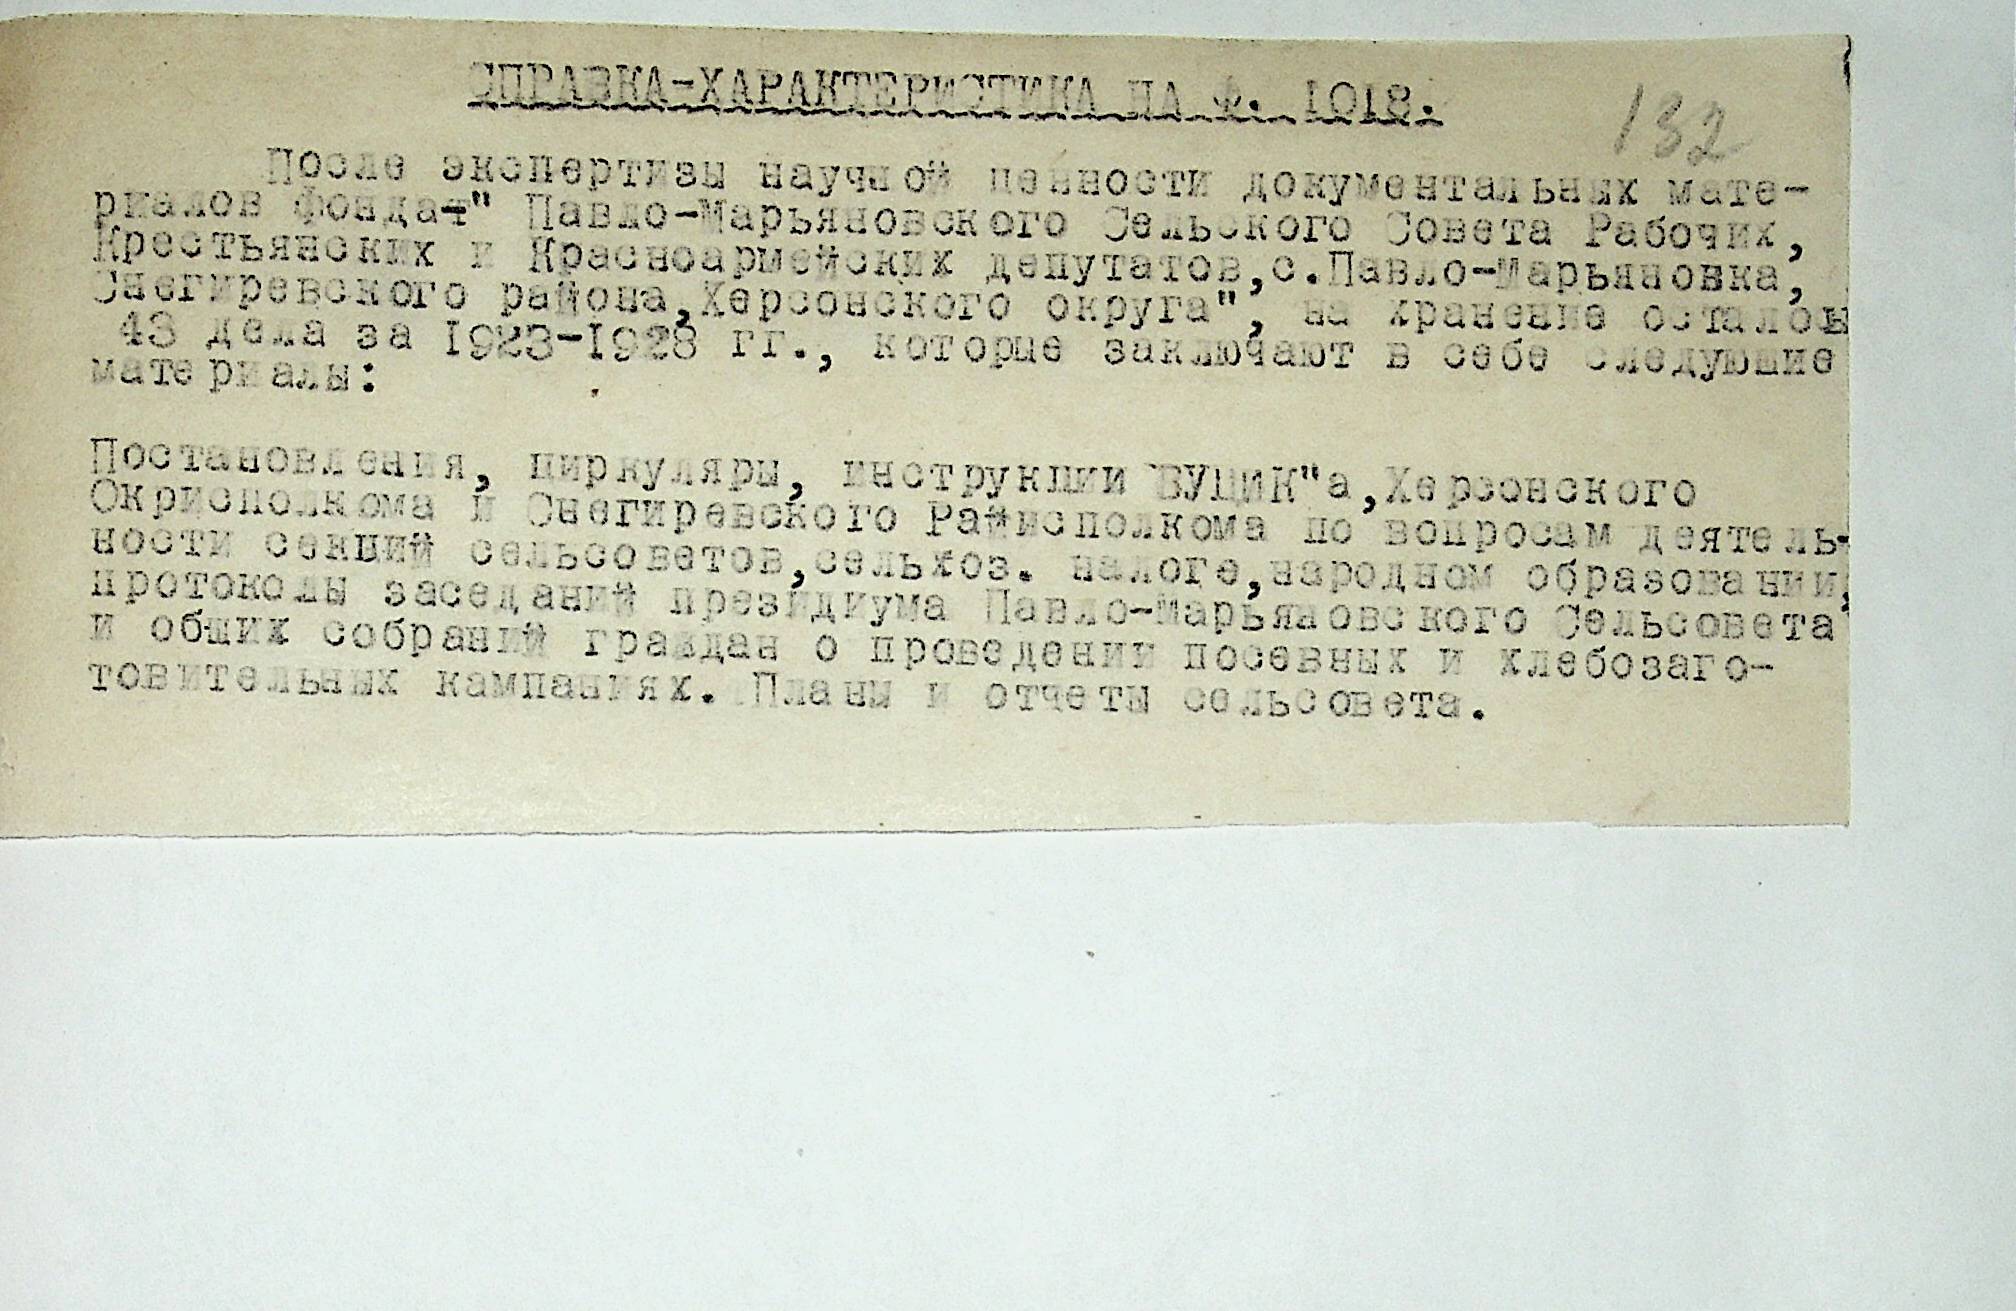 СПРАВКА-ХАРАКТЕРИСТИКА НА Ф. 1018.
132
После экспертизы научной ценности документальных мате-
риалов фонда-" Павло-Марьяновского Сельского Совета Рабочих,
Крестьянских и Красноармейских депутатов,с.Павло-Марьяновка,
Снегиревского района,Херсонского округа", на хранение осталось
43 дела за 1923-1928 гг., которые заключают в себе следующие
материалы:
Постановления, циркуляры, инструкции ВУЦИК"а,Херсонского
Окрисполкома и Снегиревского Райисполкома по вопросам деятель-
ности секций сельсоветов,сельхоз. налоге,народном образовании,
протоколы заседаний президиума Павло-Марьяновского Сельсовета
и общих собраний граждан о проведении посевных и хлебозаго-
товительных кампаниях. Планы и отчеты сельсовета.